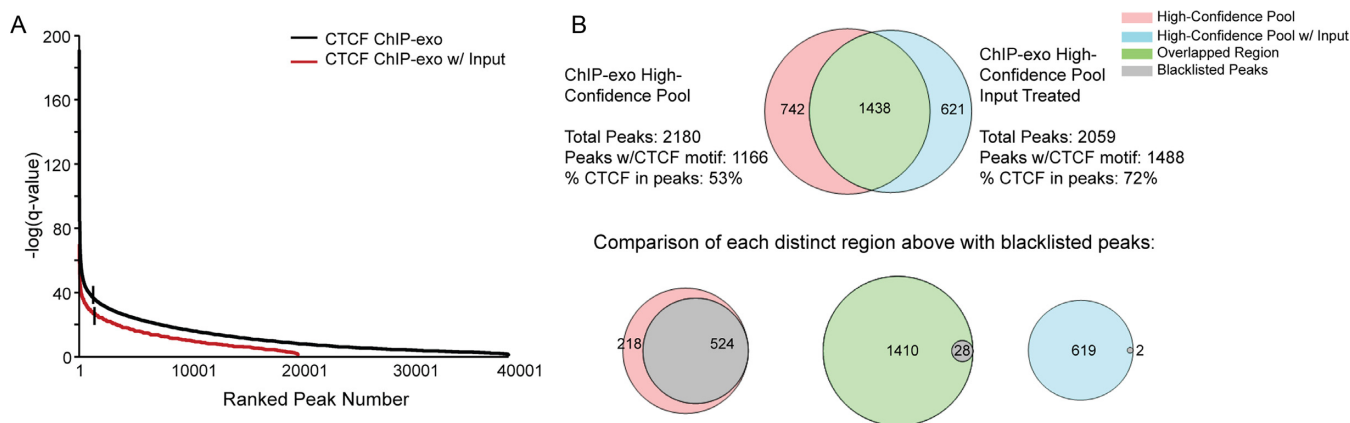 A
-log(q-value)
200
160
120
80
40
0
1
10001
20001
30001
40001
Ranked Peak Number
CTCF ChIP-exo
CTCF ChIP-exo w/ Input
B
High-Confidence Pool
High-Confidence Pool w/ Input
Overlapped Region
Blacklisted Peaks
ChIP-exo High-
Confidence Pool
Total Peaks: 2180
Peaks w/CTCF motif: 1166
% CTCF in peaks: 53%
742
1438
621
ChIP-exo High-
Confidence Pool
Input Treated
Total Peaks: 2059
Peaks w/CTCF motif: 1488
% CTCF in peaks: 72%
Comparison of each distinct region above with blacklisted peaks:
218
524
1410
28
619
2